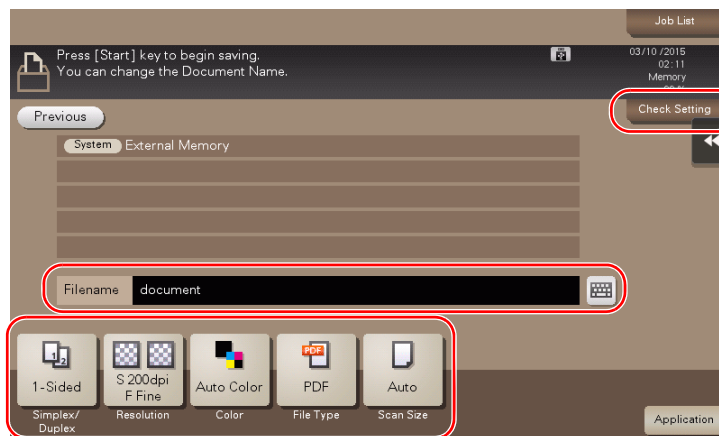 Job List
Press [Start] key to begin saving.
You can change the Document Name.
03/10 /2015
02:11
Memory
Previous
Check Setting
System External Memory
Filename document
1 2
PDF
1-Sided
S 200dpi
F Fine
Auto Color
PDF
Auto
Simplex/
Duplex
Resolution
Color
File Type
Scan Size
Application